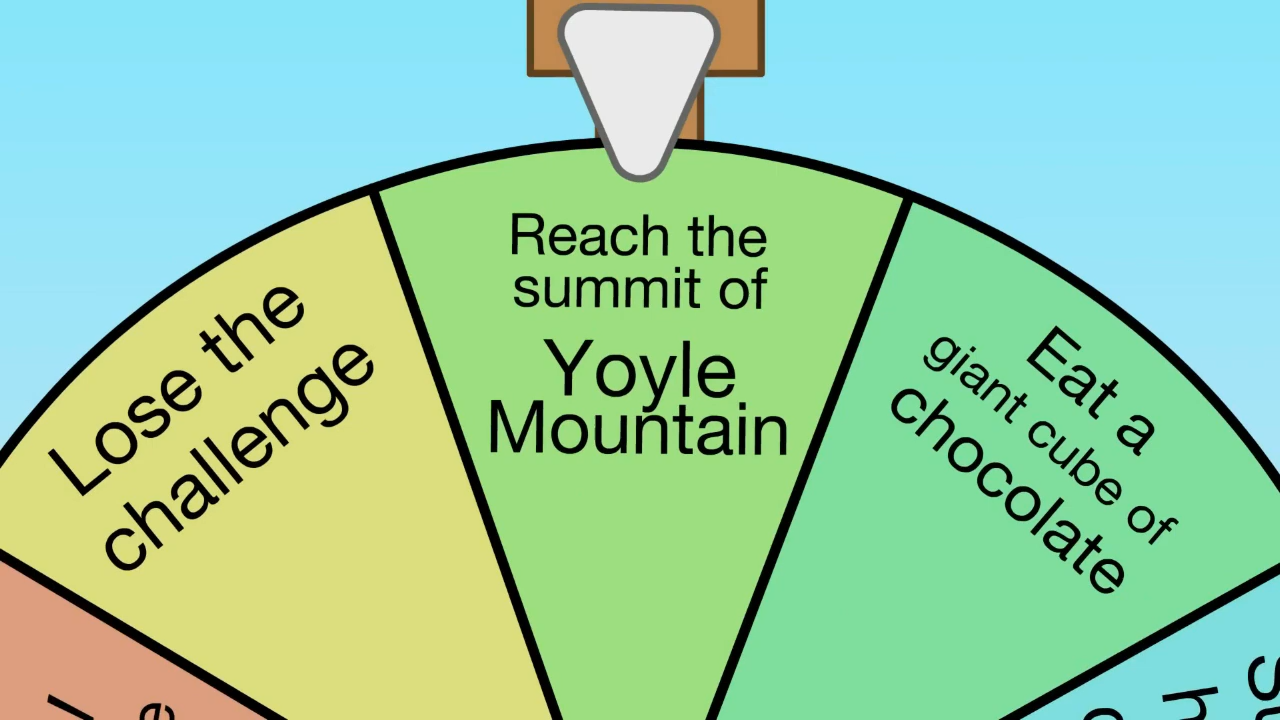 Lose the
challenge
Reach the
summit of
Yoyle
Mountain
Eat a
giant cube of
chocolate